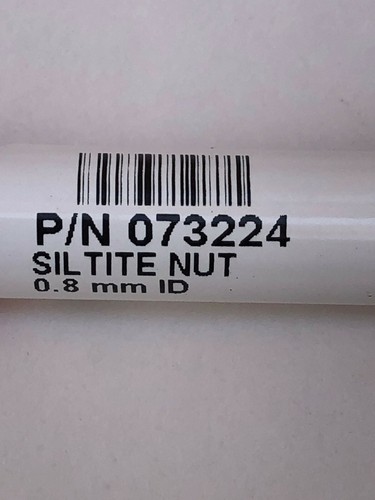 P/N 073224
SILTITE NUT
0.8 mm ID